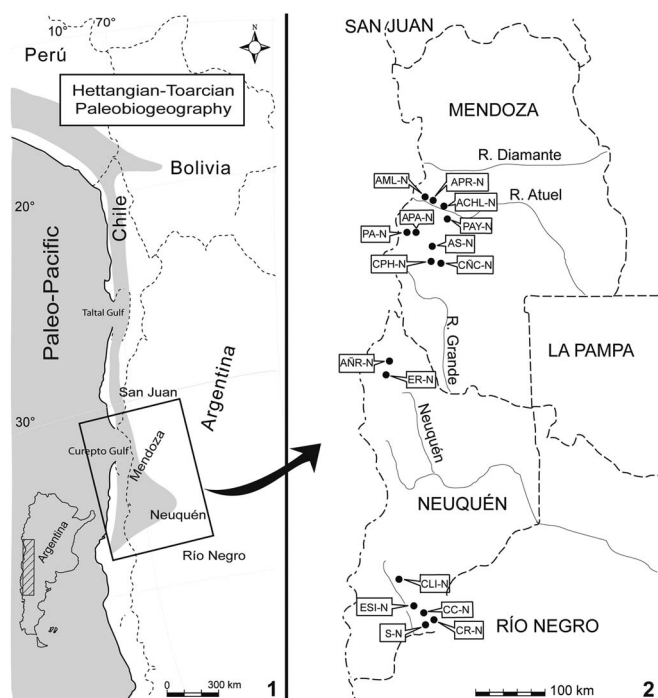 10°
70°
N
Perú
Hettangian-Toarcian
Paleobiogeography
Bolivia
20°
Chile
Paleo-Pacific
Taltal Gulf
Argentina
San Juan
30°
Curepto Gulf
Mendoza
Neuquén
Argentina
Río Negro
0
300 km
1
SAN JUAN
MENDOZA
R. Diamante
AML-N
APR-N
R. Atuel
ACHL-N
APA-N
PAY-N
PA-N
AS-N
CPH-N
CÑC-N
R. Grande
LA PAMPA
AÑR-N
ER-N
Neuquén
NEUQUÉN
CLI-N
ESI-N
CC-N
S-N
CR-N
RÍO NEGRO
100 km
2